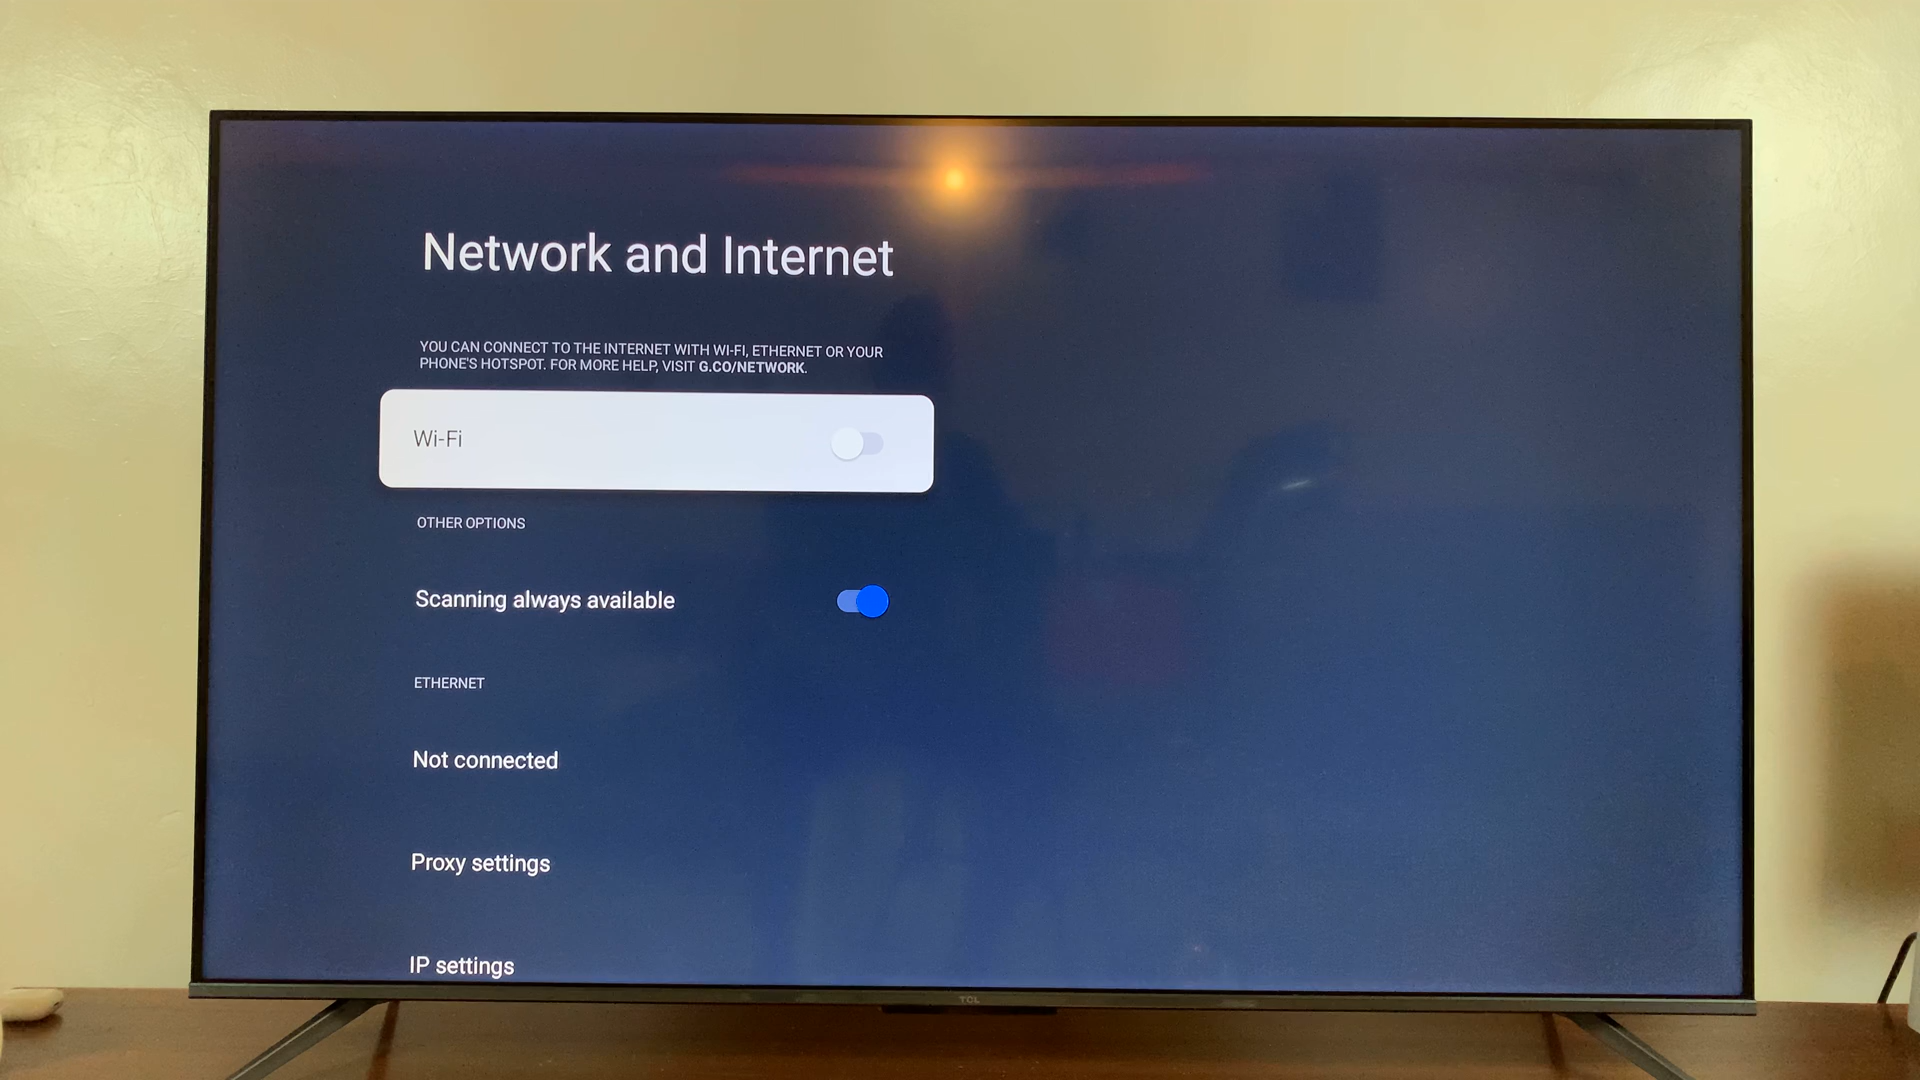 Network and Internet
YOU CAN CONNECT TO THE INTERNET WITH WI-FI, ETHERNET OR YOUR
PHONE'S HOTSPOT. FOR MORE HELP, VISIT G.CO/NETWORK.
Wi-Fi
OTHER OPTIONS
Scanning always available
ETHERNET
Not connected
Proxy settings
IP settings
TCL